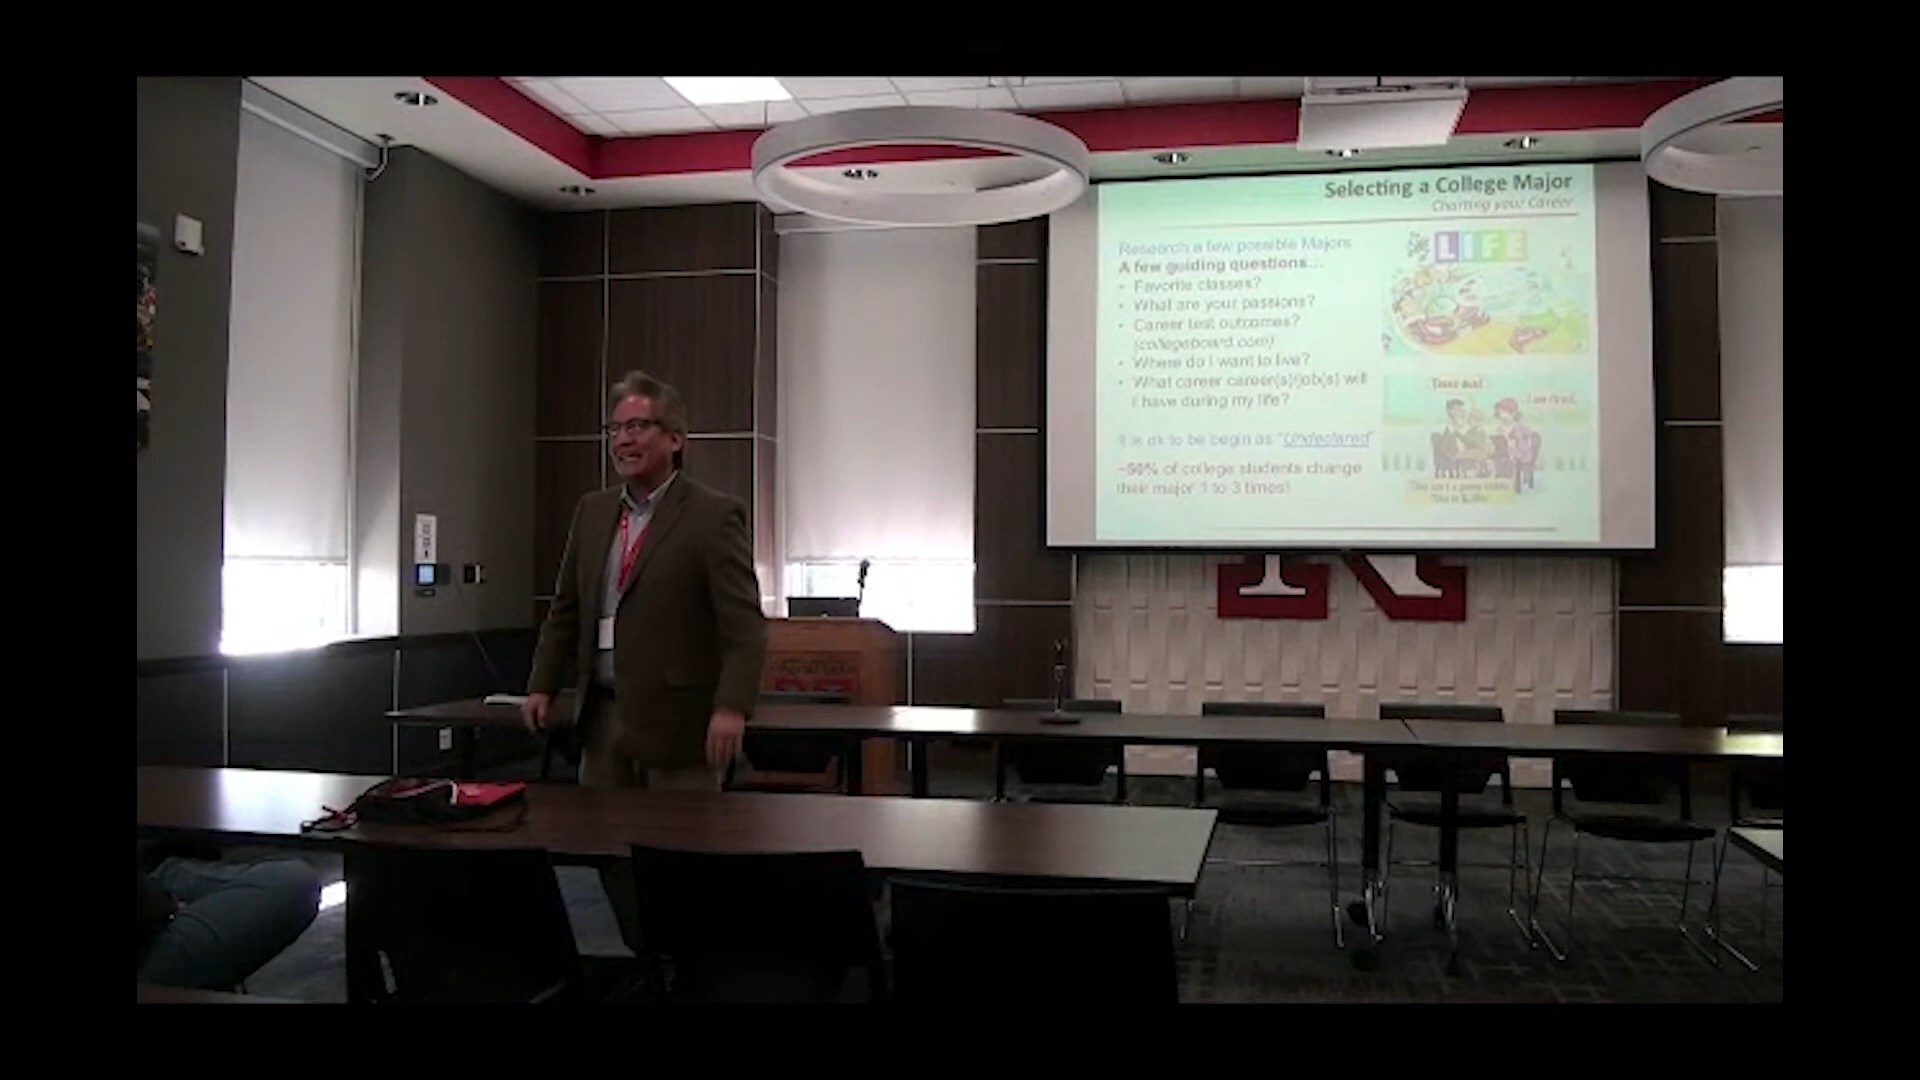 Selecting a College Major
Charting your Career
Research a few possible Majors
A few guiding questions...
• Favorite classes?
• What are your passions?
• Career test outcomes?
(collegeboard.com)
• Where do I want to live?
• What career career(s)/job(s) will
I have during my life?
It is ok to be begin as "Undeclared"
~50% of college students change
their major 1 to 3 times!
LIFE
I am fired.
N